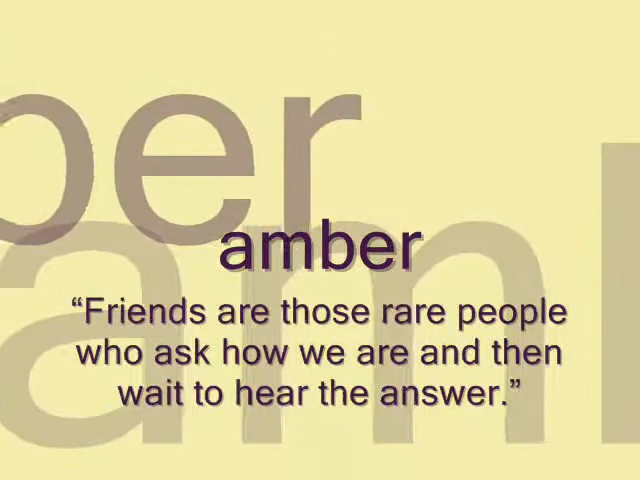 ber
amb
amber
“Friends are those rare people
who ask how we are and then
wait to hear the answer.”